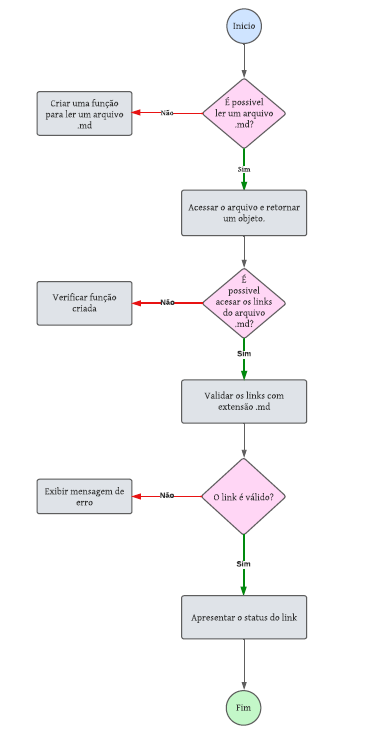 Inicio
É possivel
ler um arquivo
.md?
Não
Criar uma função
para ler um arquivo
.md
Sim
Acessar o arquivo e retornar
um objeto.
É
possivel
acesar os links
do arquivo
.md?
Não
Verificar função
criada
Sim
Validar os links com
extensão .md
O link é válido?
Não
Exibir mensagem de
erro
Sim
Apresentar o status do link
Fim